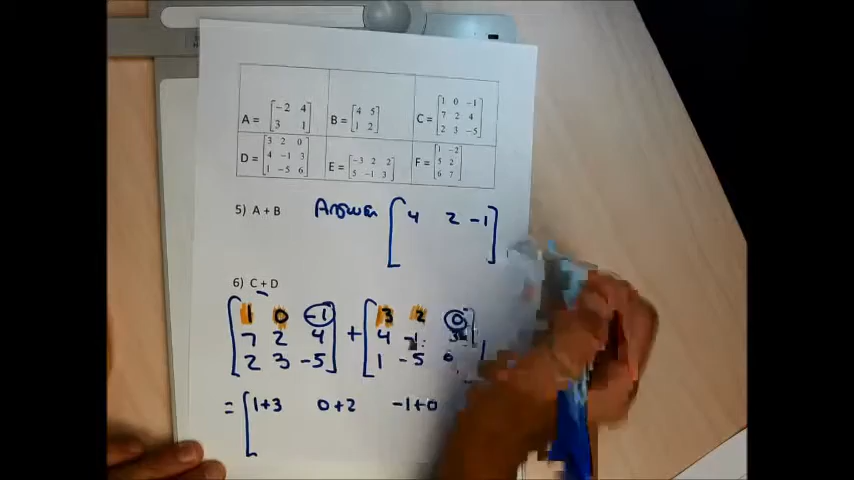 A = [ -2 4 B = [ 4 5 C = [ 1 0 -1
3 1 ] 1 2 ] 7 2 4
2 3 -5 ]
D = [ 3 2 0 E = [ -3 2 2 F = [ 1 -2
4 -1 3 5 -1 3 ] 5 2
1 -5 6 ] 6 7 ]
5) A + B Answer [ 4 2 -1 ]
6) C + D
[ 1 0 -1 ] + [ 3 2 0 ]
7 2 4 4
2 3 -5 1 -5 6
= [ 1+3 0+2 -1+0